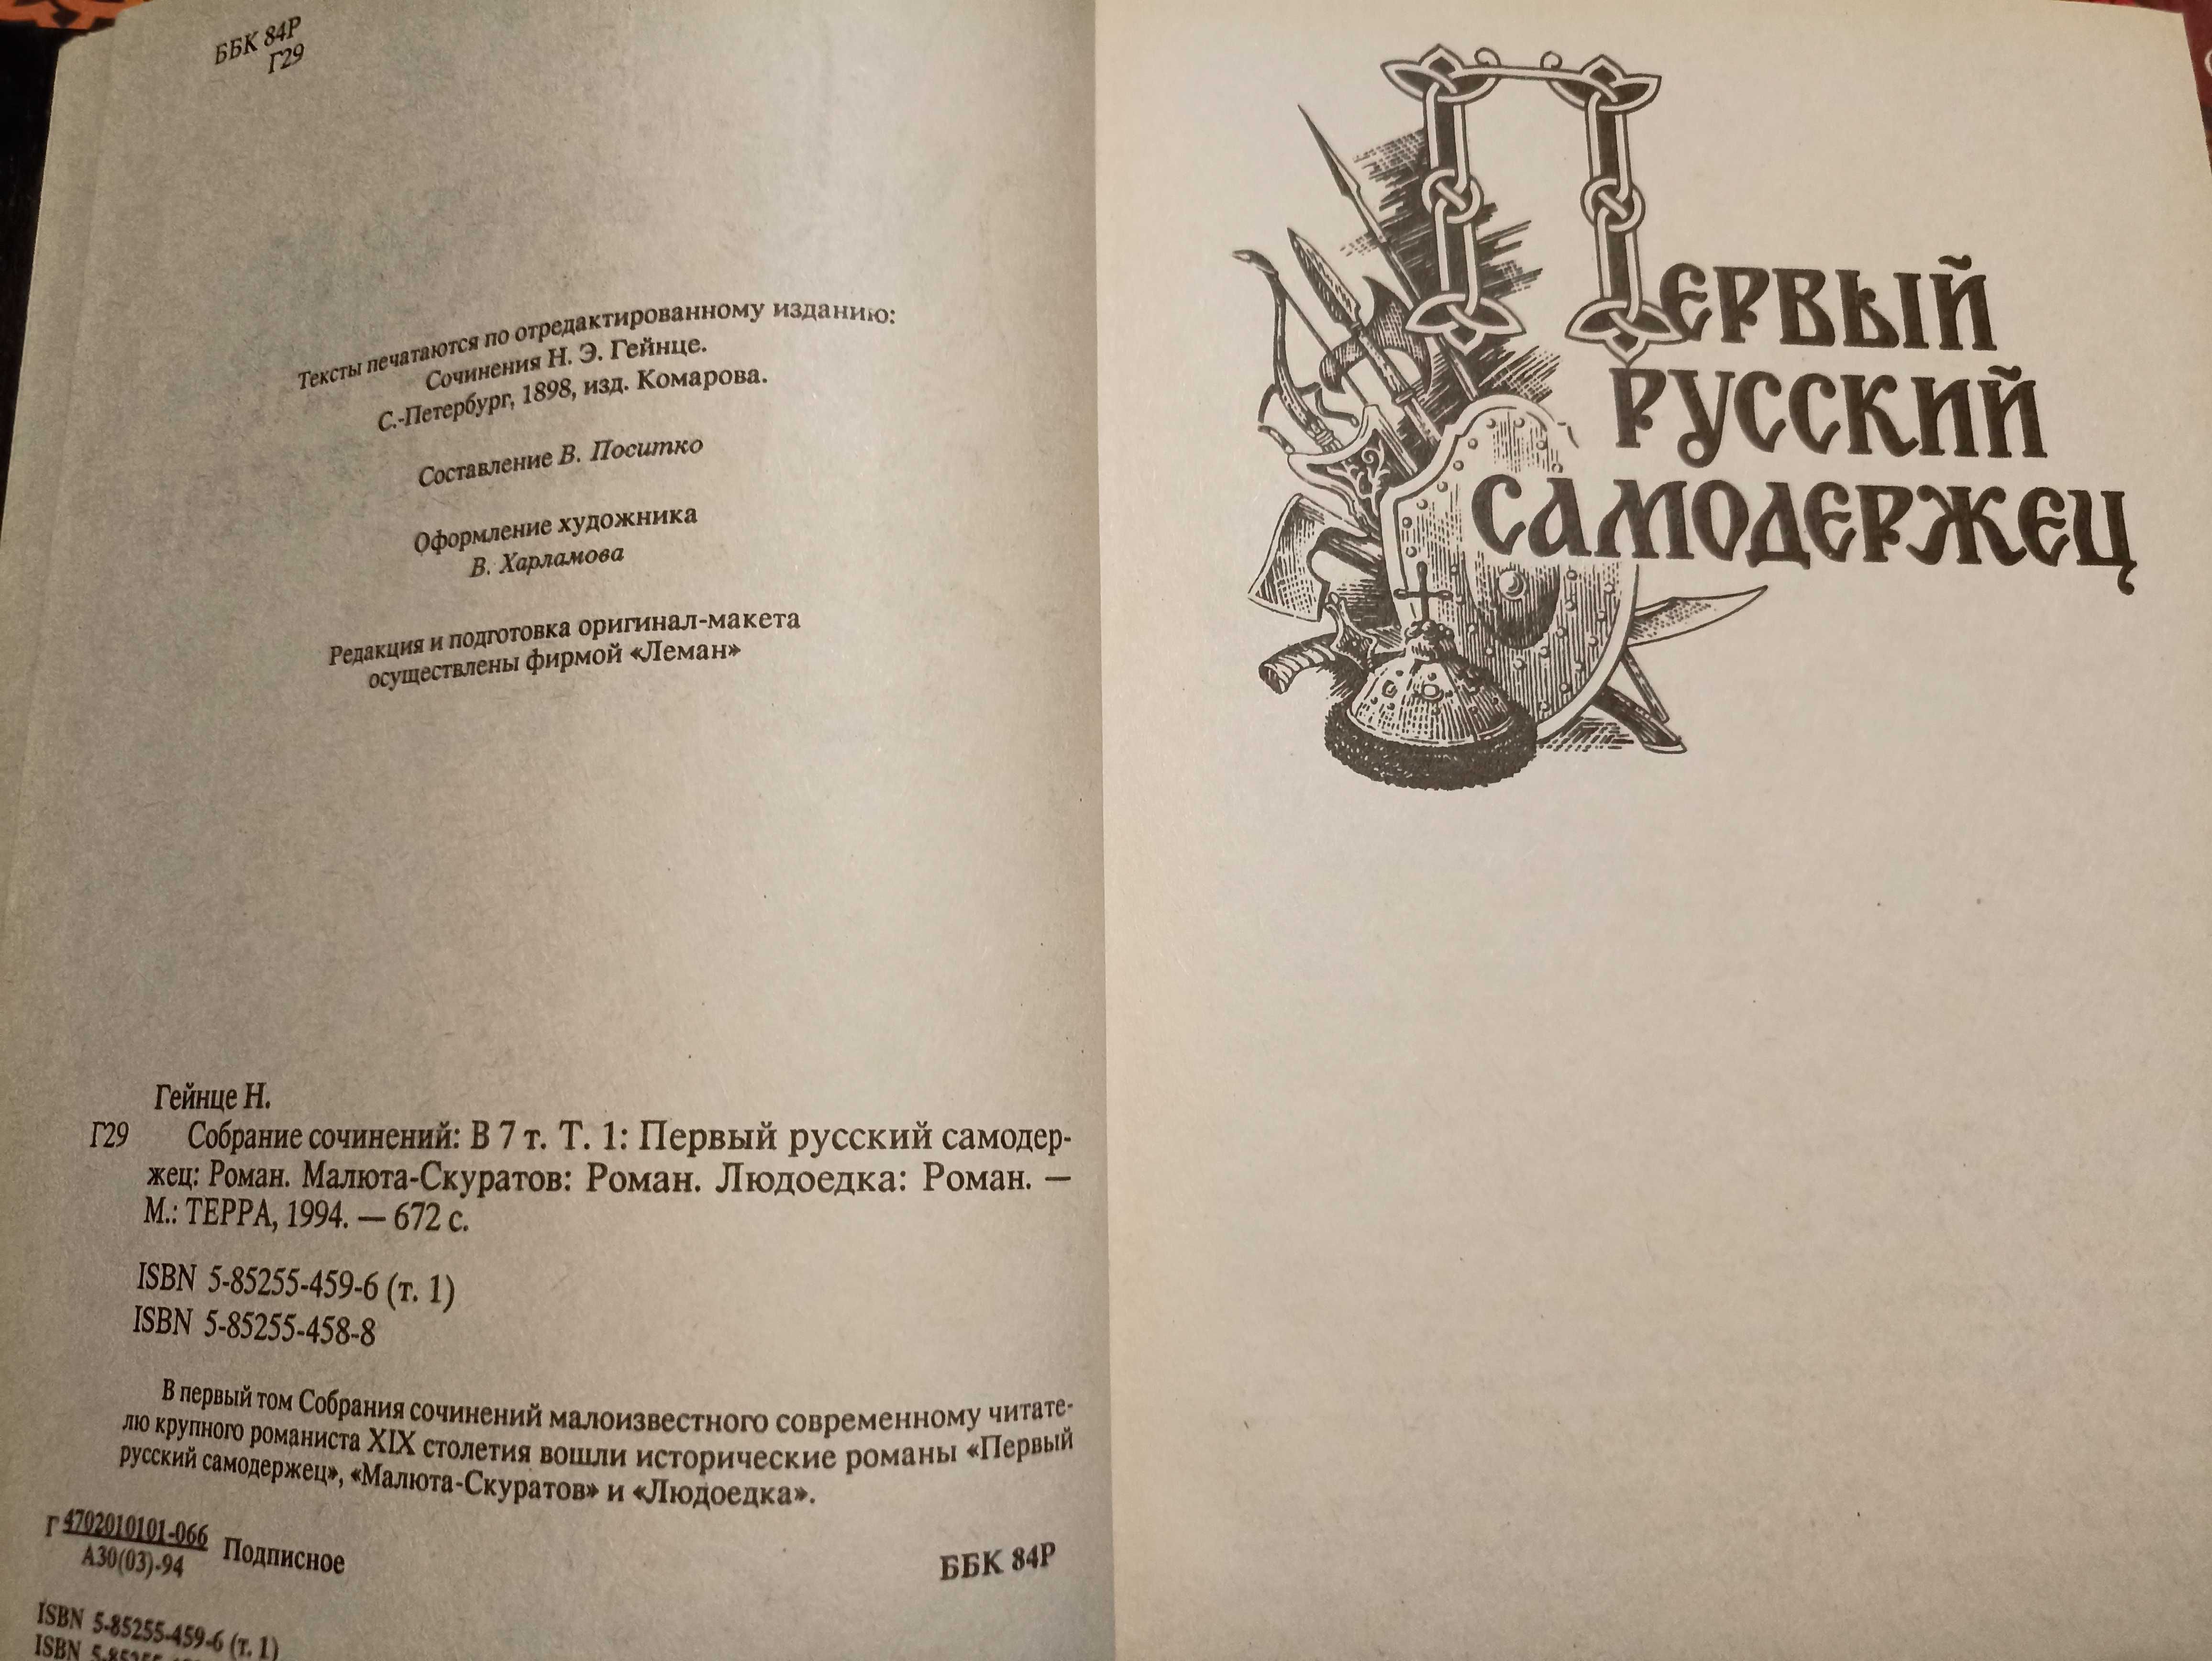 ББК 84Р
Г29
Тексты печатаются по отредактированному изданию:
Сочинения Н. Э. Гейнце.
С.-Петербург, 1898, изд. Комарова.
Составление В. Поситко
Оформление художника
В. Харламова
Редакция и подготовка оригинал-макета
осуществлены фирмой «Леман»
Гейнце Н.
Г29 Собрание сочинений: В 7 т. Т. 1: Первый русский самодер-
жец: Роман. Малюта-Скуратов: Роман. Людоедка: Роман. —
М.: ТЕРРА, 1994. — 672 с.
ISBN 5-85255-459-6 (т. 1)
ISBN 5-85255-458-8
В первый том Собрания сочинений малоизвестного современному читате-
лю крупного романиста XIX столетия вошли исторические романы «Первый
русский самодержец», «Малюта-Скуратов» и «Людоедка».
Г 4702010101-066
А30(03)-94
Подписное
ББК 84Р
ISBN 5-85255-459-6 (т. 1)
ISBN
Первый
русский
самодержец